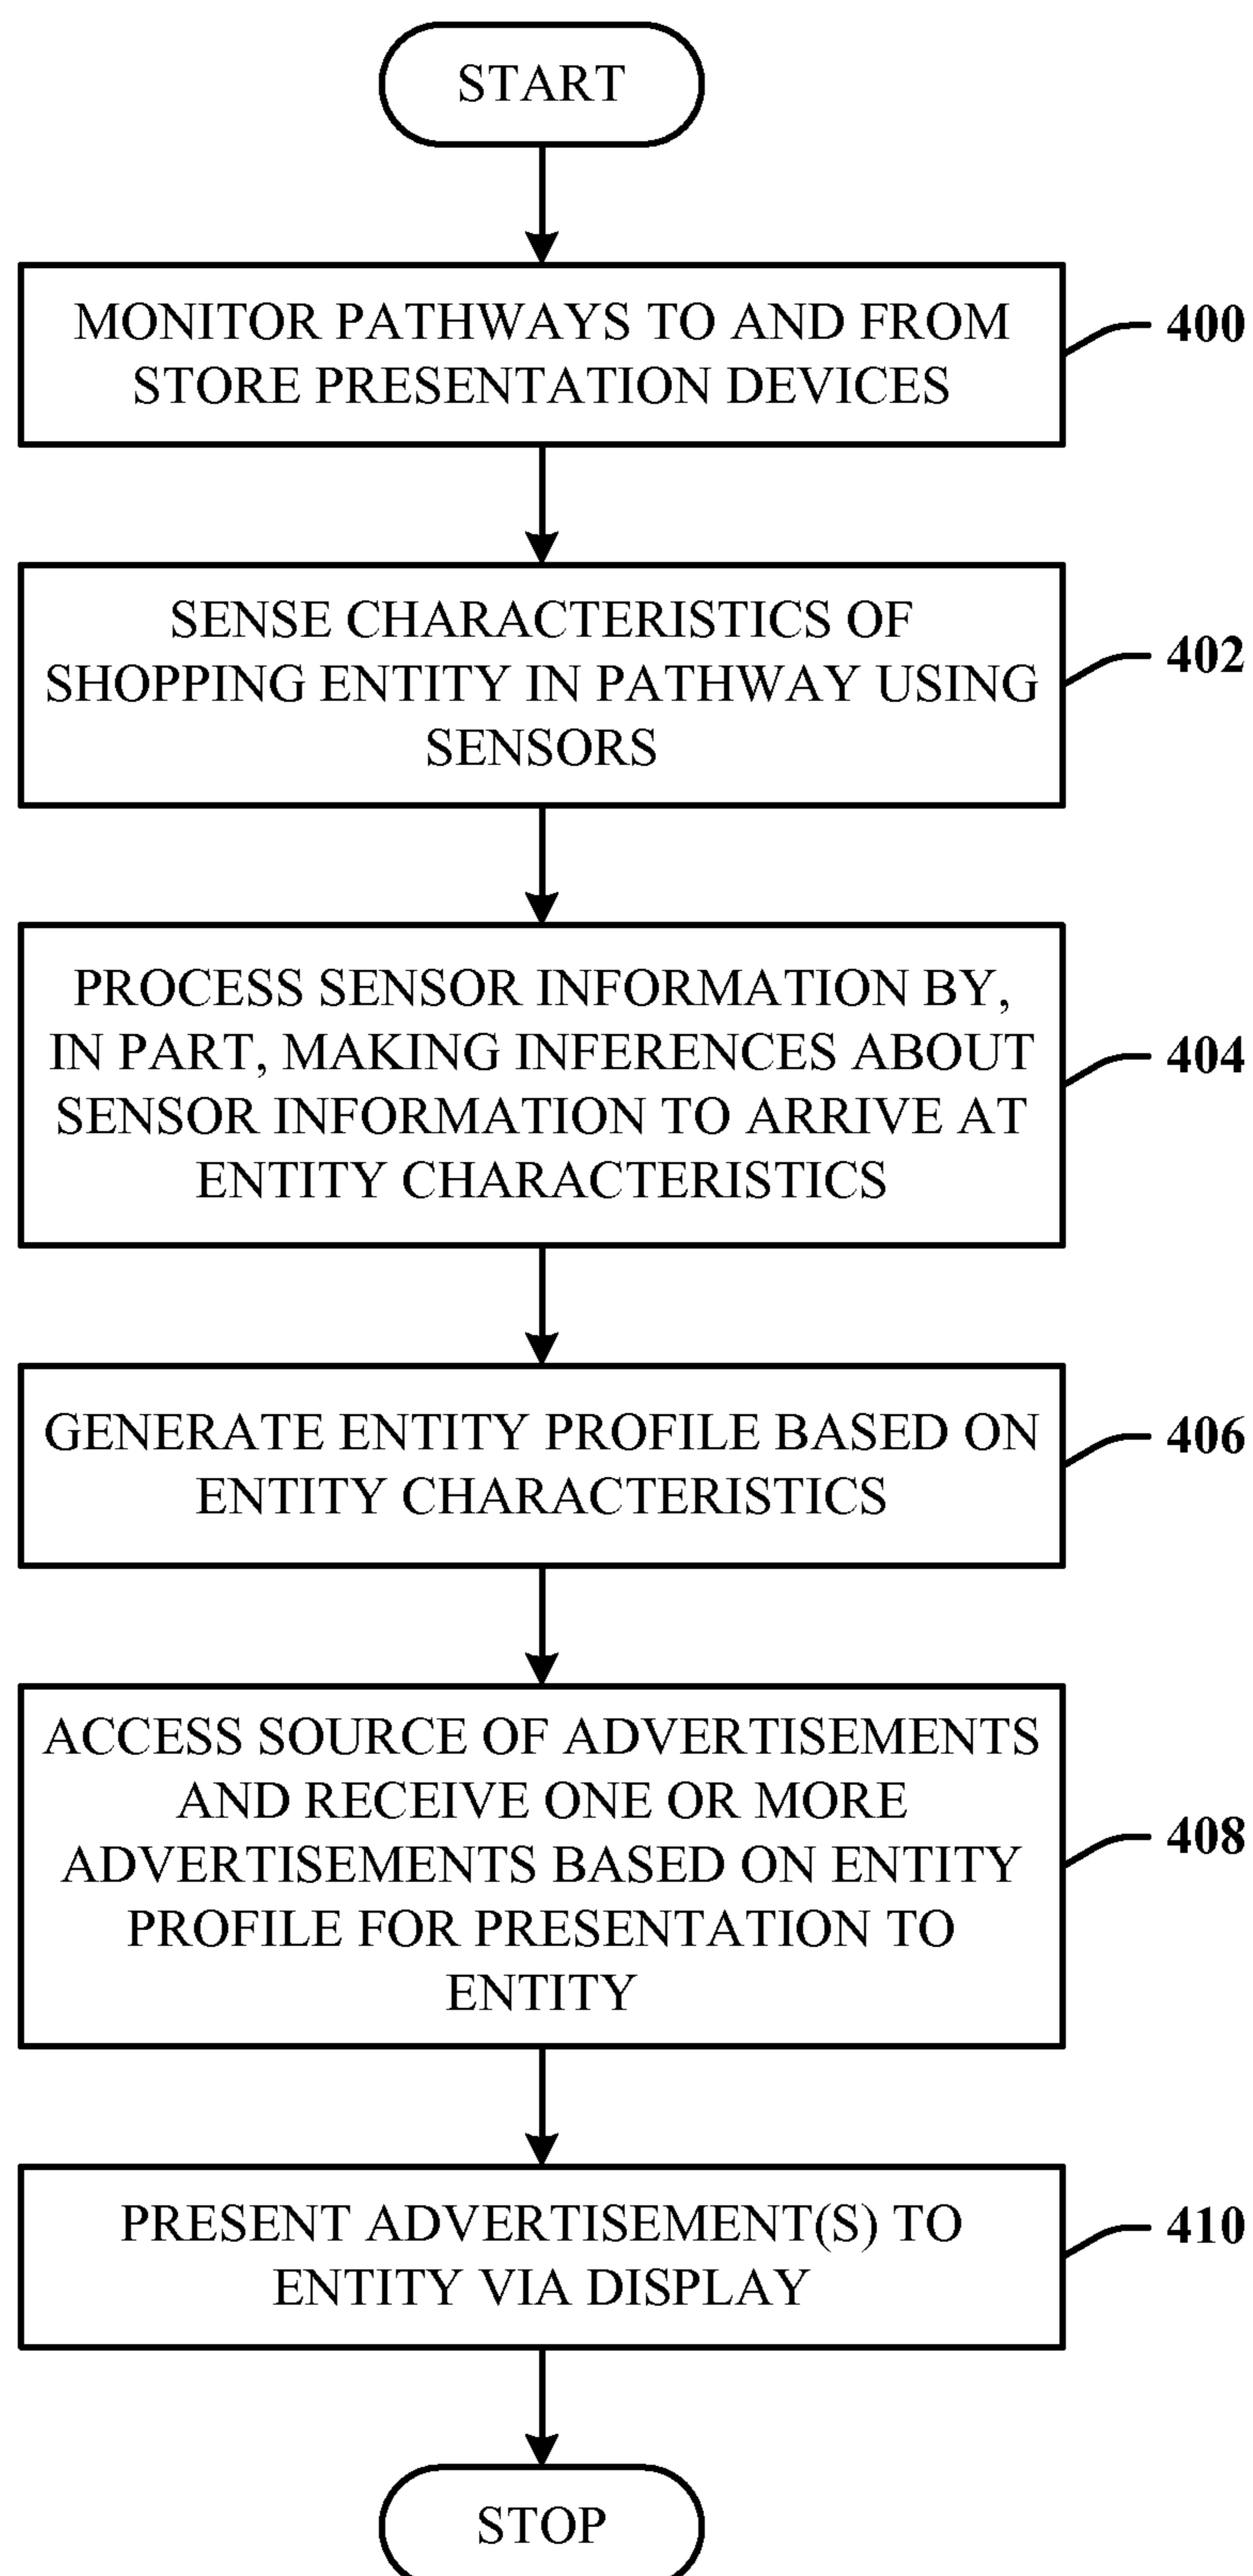 START
MONITOR PATHWAYS TO AND FROM
STORE PRESENTATION DEVICES
400
SENSE CHARACTERISTICS OF
SHOPPING ENTITY IN PATHWAY USING
SENSORS
402
PROCESS SENSOR INFORMATION BY,
IN PART, MAKING INFERENCES ABOUT
SENSOR INFORMATION TO ARRIVE AT
ENTITY CHARACTERISTICS
404
GENERATE ENTITY PROFILE BASED ON
ENTITY CHARACTERISTICS
406
ACCESS SOURCE OF ADVERTISEMENTS
AND RECEIVE ONE OR MORE
ADVERTISEMENTS BASED ON ENTITY
PROFILE FOR PRESENTATION TO
ENTITY
408
PRESENT ADVERTISEMENT(S) TO
ENTITY VIA DISPLAY
410
STOP